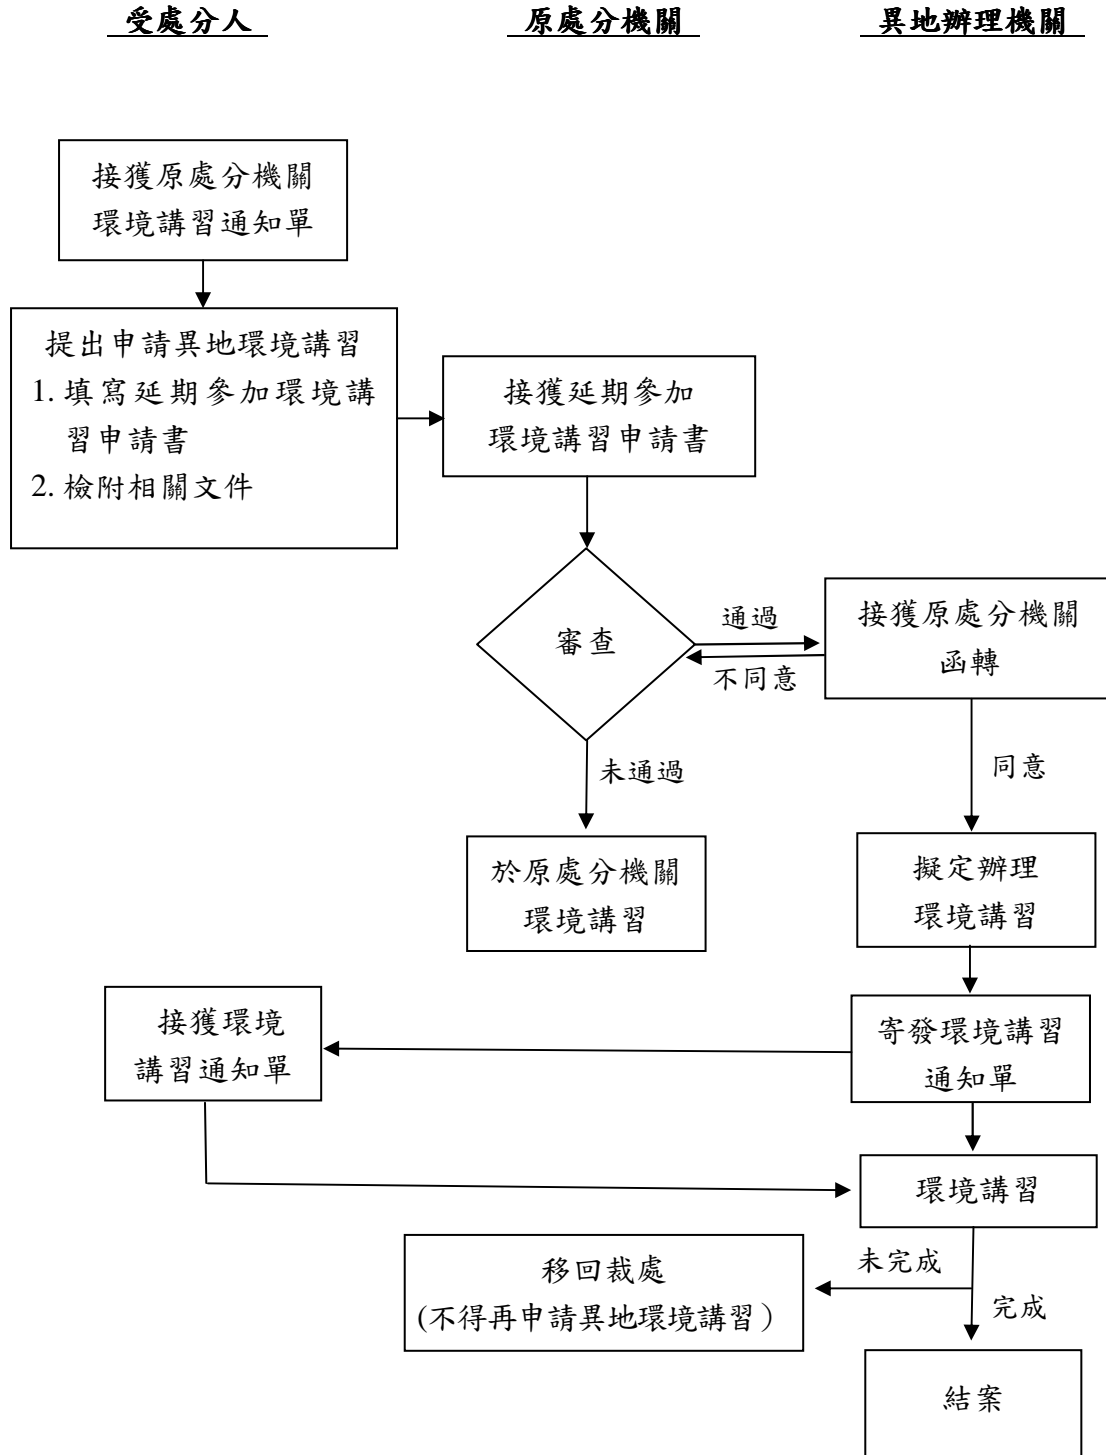 受處分人
原處分機關
異地辦理機關
接獲原處分機關
環境講習通知單
提出申請異地環境講習
1. 填寫延期參加環境講
習申請書
2. 檢附相關文件
接獲延期參加
環境講習申請書
審查
通過
不同意
接獲原處分機關
函轉
未通過
同意
於原處分機關
環境講習
擬定辦理
環境講習
接獲環境
講習通知單
寄發環境講習
通知單
環境講習
未完成
移回裁處
(不得再申請異地環境講習）
完成
結案